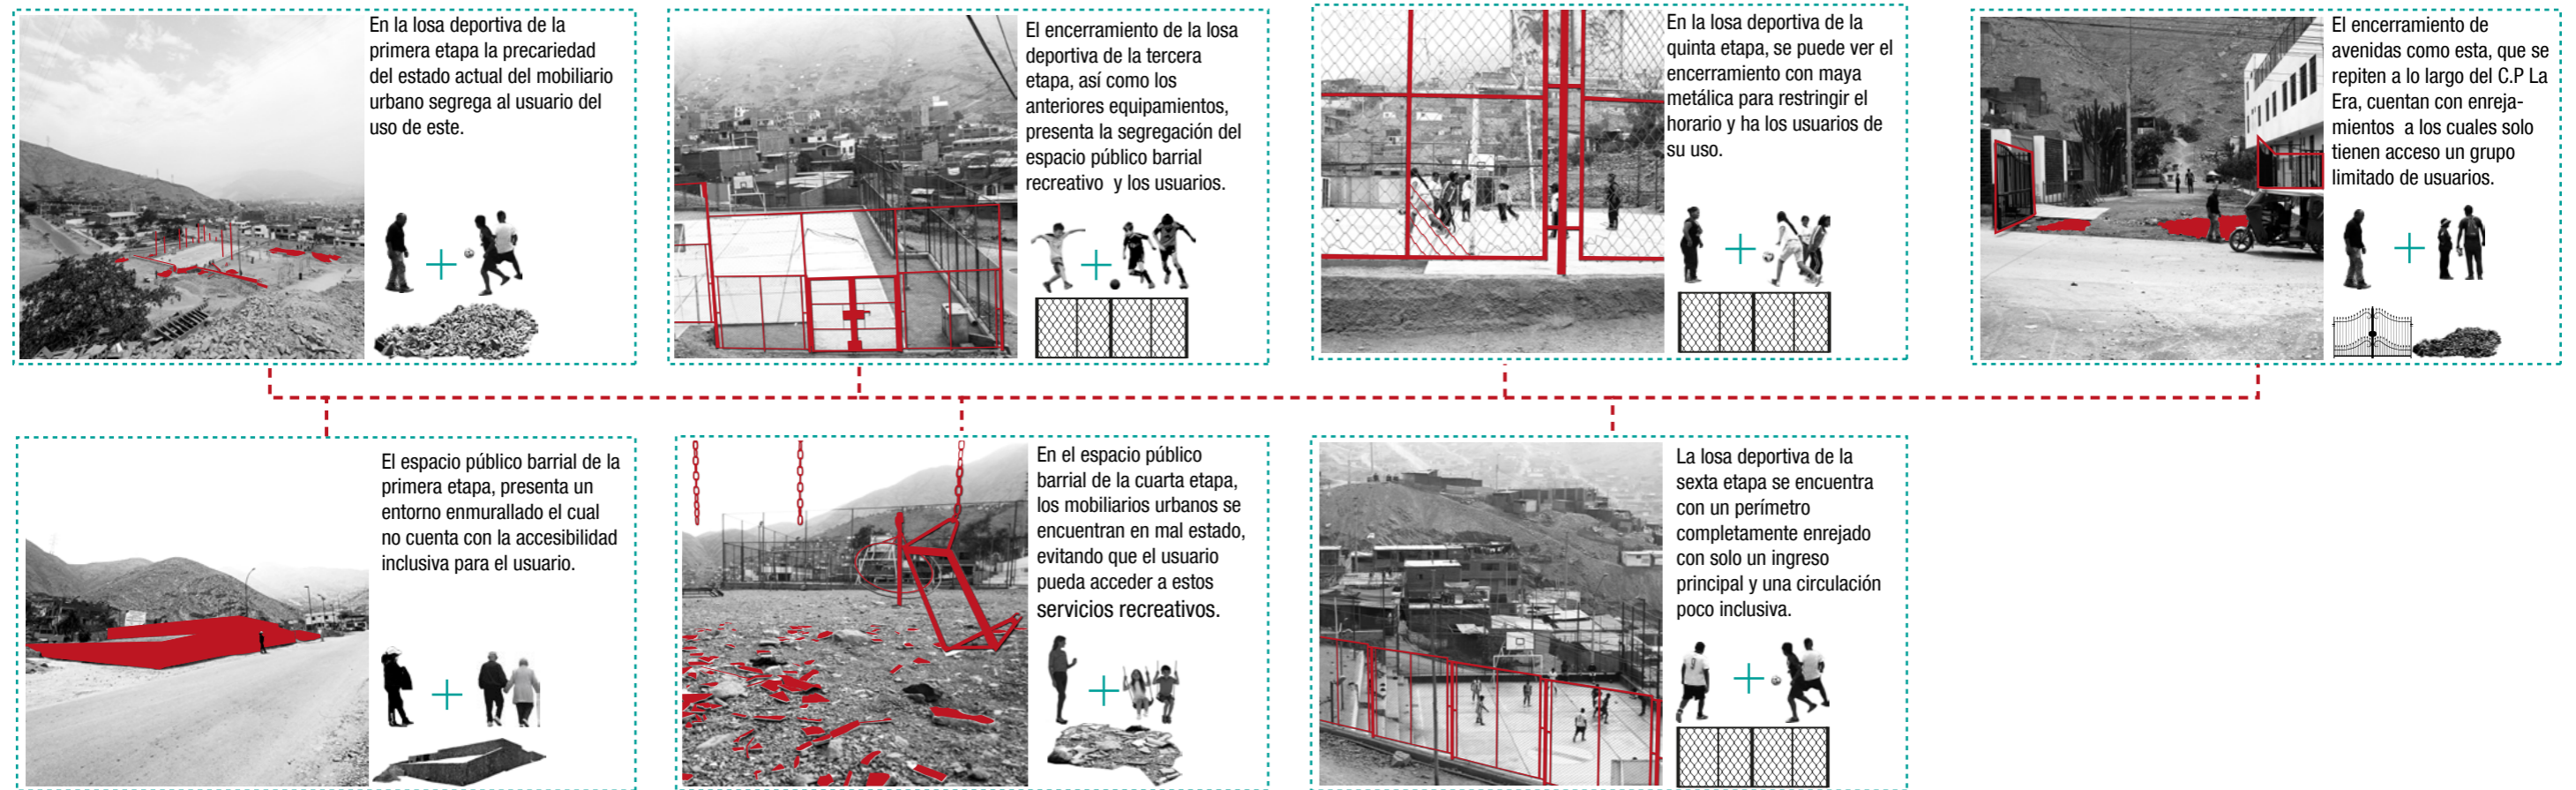 En la losa deportiva de la
primera etapa la precariedad
del estado actual del mobiliario
urbano segrega al usuario del
uso de este.
El encerramiento de la losa
deportiva de la tercera
etapa, así como los
anteriores equipamientos,
presenta la segregación del
espacio público barrial
recreativo y los usuarios.
En la losa deportiva de la
quinta etapa, se puede ver el
encerramiento con maya
metálica para restringir el
horario y ha los usuarios de
su uso.
El encerramiento de
avenidas como esta, que se
repiten a lo largo del C.P La
Era, cuentan con enreja-
mientos a los cuales solo
tienen acceso un grupo
limitado de usuarios.
El espacio público barrial de la
primera etapa, presenta un
entorno enmurallado el cual
no cuenta con la accesibilidad
inclusiva para el usuario.
En el espacio público
barrial de la cuarta etapa,
los mobiliarios urbanos se
encuentran en mal estado,
evitando que el usuario
pueda acceder a estos
servicios recreativos.
La losa deportiva de la
sexta etapa se encuentra
con un perímetro
completamente enrejado
con solo un ingreso
principal y una circulación
poco inclusiva.